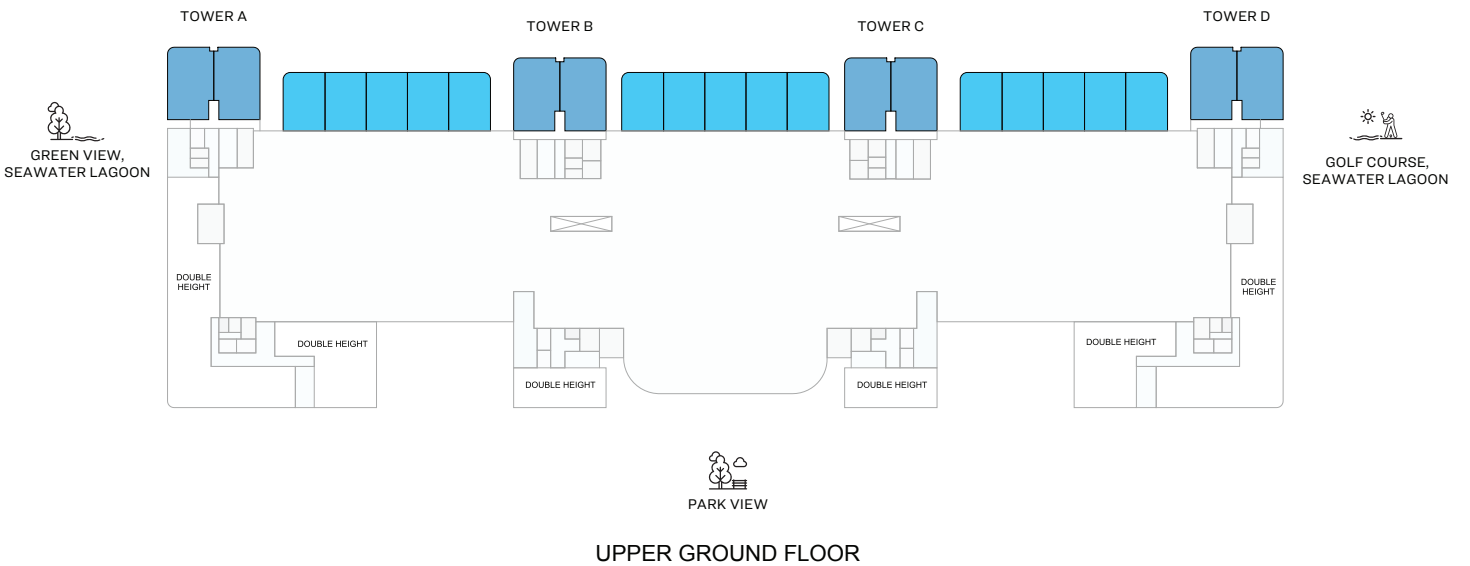 TOWER A
TOWER B
TOWER C
TOWER D
GREEN VIEW,
SEAWATER LAGOON
GOLF COURSE,
SEAWATER LAGOON
DOUBLE
HEIGHT
DOUBLE
HEIGHT
DOUBLE HEIGHT
DOUBLE HEIGHT
DOUBLE HEIGHT
DOUBLE HEIGHT
PARK VIEW
UPPER GROUND FLOOR